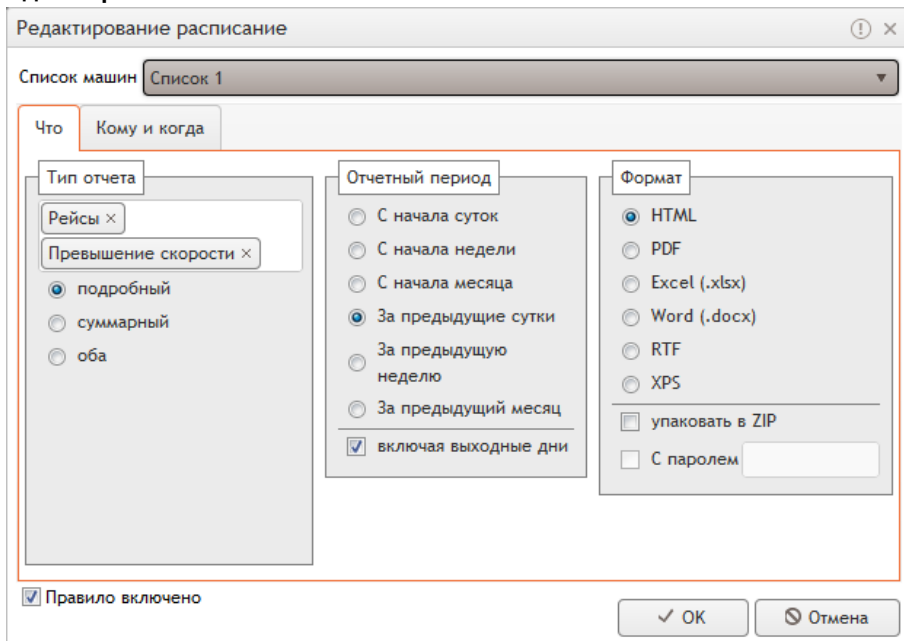 Редактирование расписание
Список машин Список 1
Что Кому и когда
Тип отчета
Рейсы ×
Превышение скорости ×
подробный
суммарный
оба
Отчетный период
С начала суток
С начала недели
С начала месяца
За предыдущие сутки
За предыдущую
неделю
За предыдущий месяц
включая выходные дни
Формат
HTML
PDF
Excel (.xlsx)
Word (.docx)
RTF
XPS
упаковать в ZIP
С паролем
Правило включено
OK Отмена